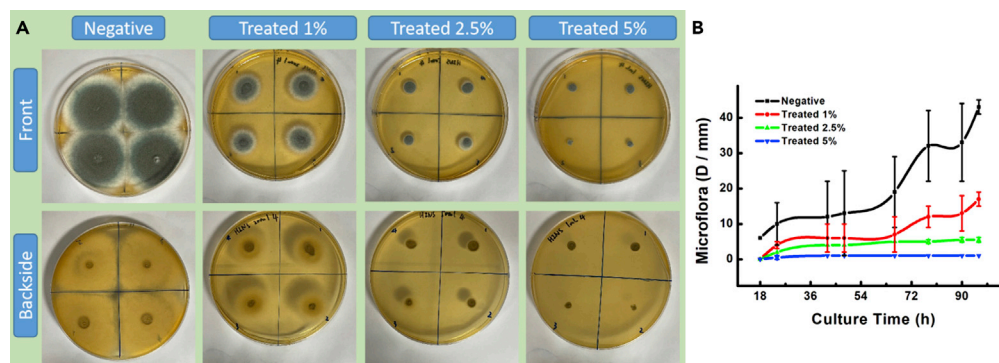 A
Negative
Treated 1%
Treated 2.5%
Treated 5%
Front
Backside
B
Negative
Treated 1%
Treated 2.5%
Treated 5%
Microflora (D / mm)
40
30
20
10
0
18
36
54
72
90
Culture Time (h)